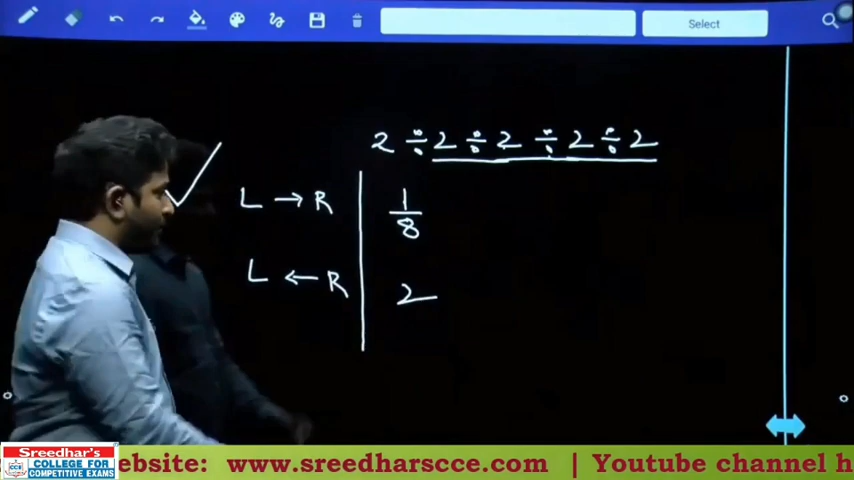 Select
2 ÷ 2 ÷ 2 ÷ 2 ÷ 2
L → R
1/8
L ← R
2
Sreedhar's
CCE
COLLEGE FOR
COMPETITIVE EXAMS
ebsite: www.sreedharscce.com | Youtube channel h